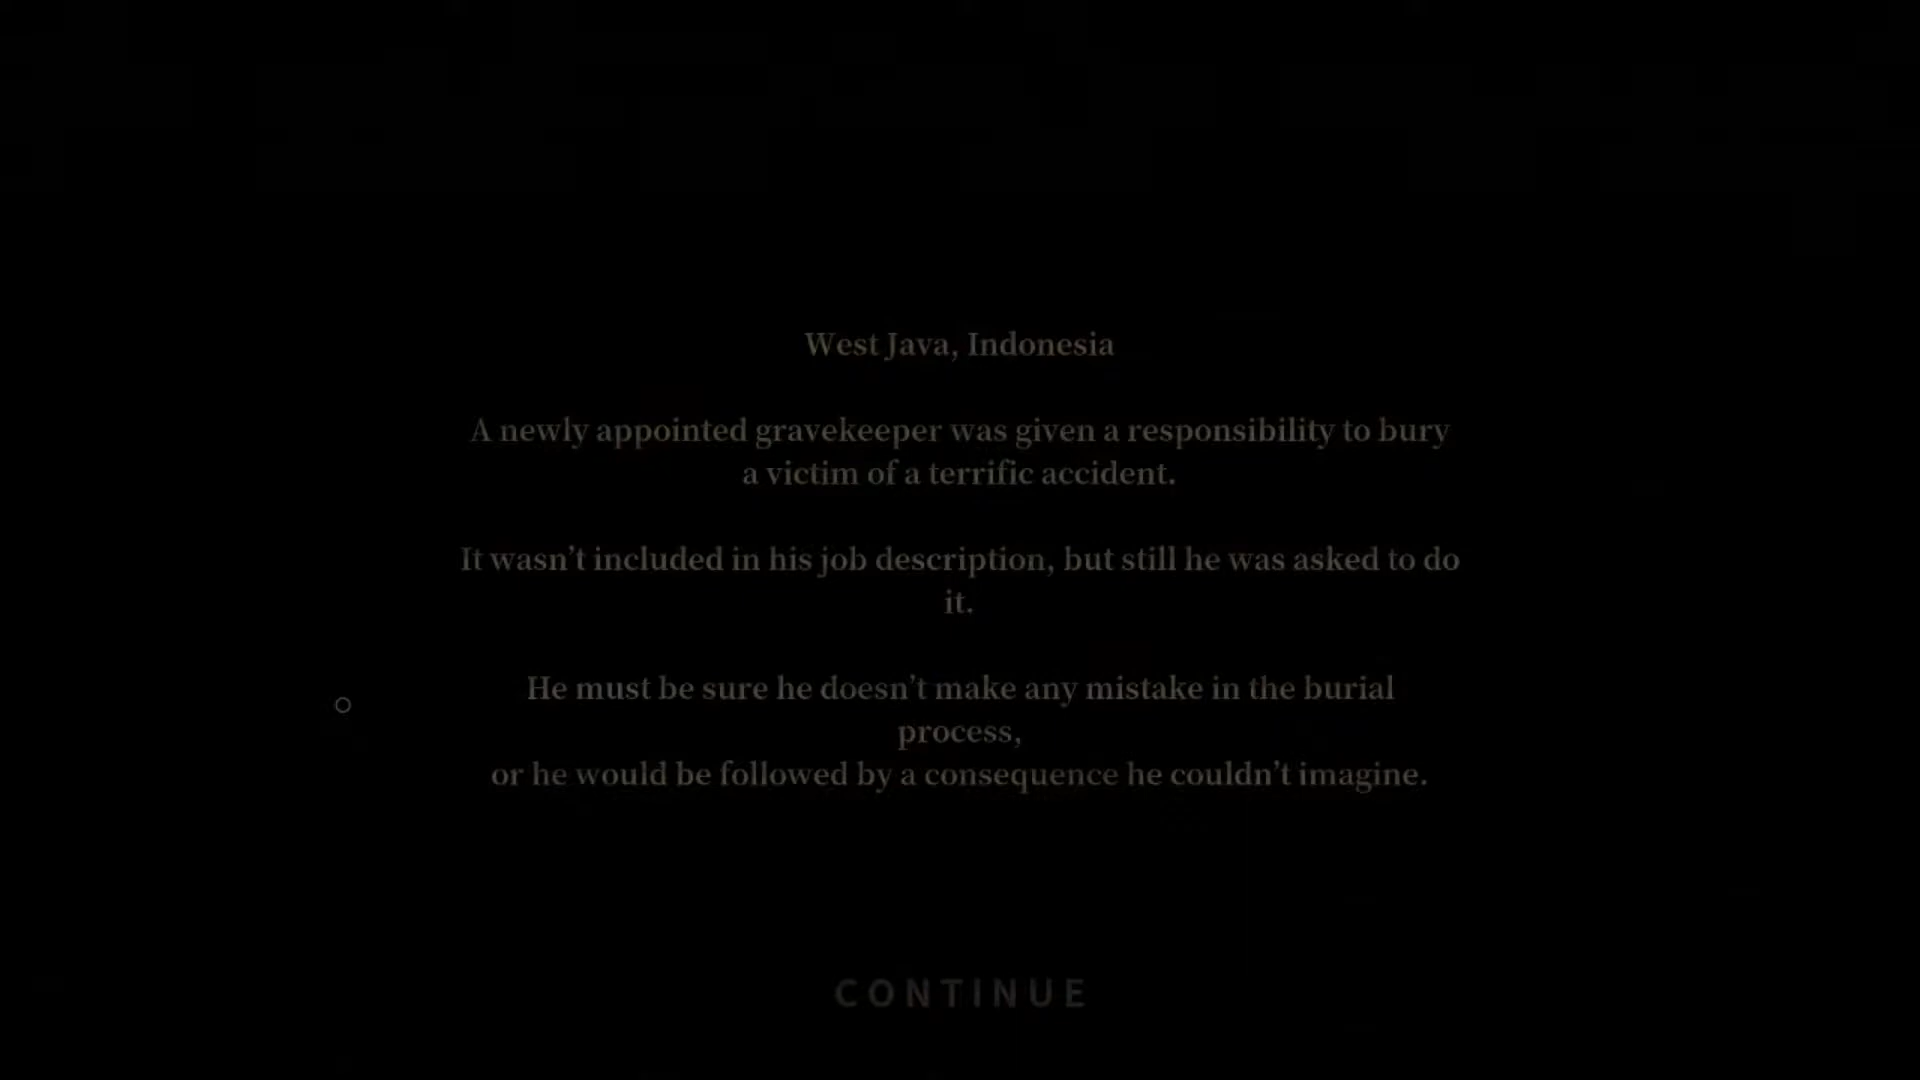 West Java, Indonesia
A newly appointed gravekeeper was given a responsibility to bury
a victim of a terrific accident.
It wasn’t included in his job description, but still he was asked to do
it.
He must be sure he doesn’t make any mistake in the burial
process,
or he would be followed by a consequence he couldn’t imagine.
CONTINUE